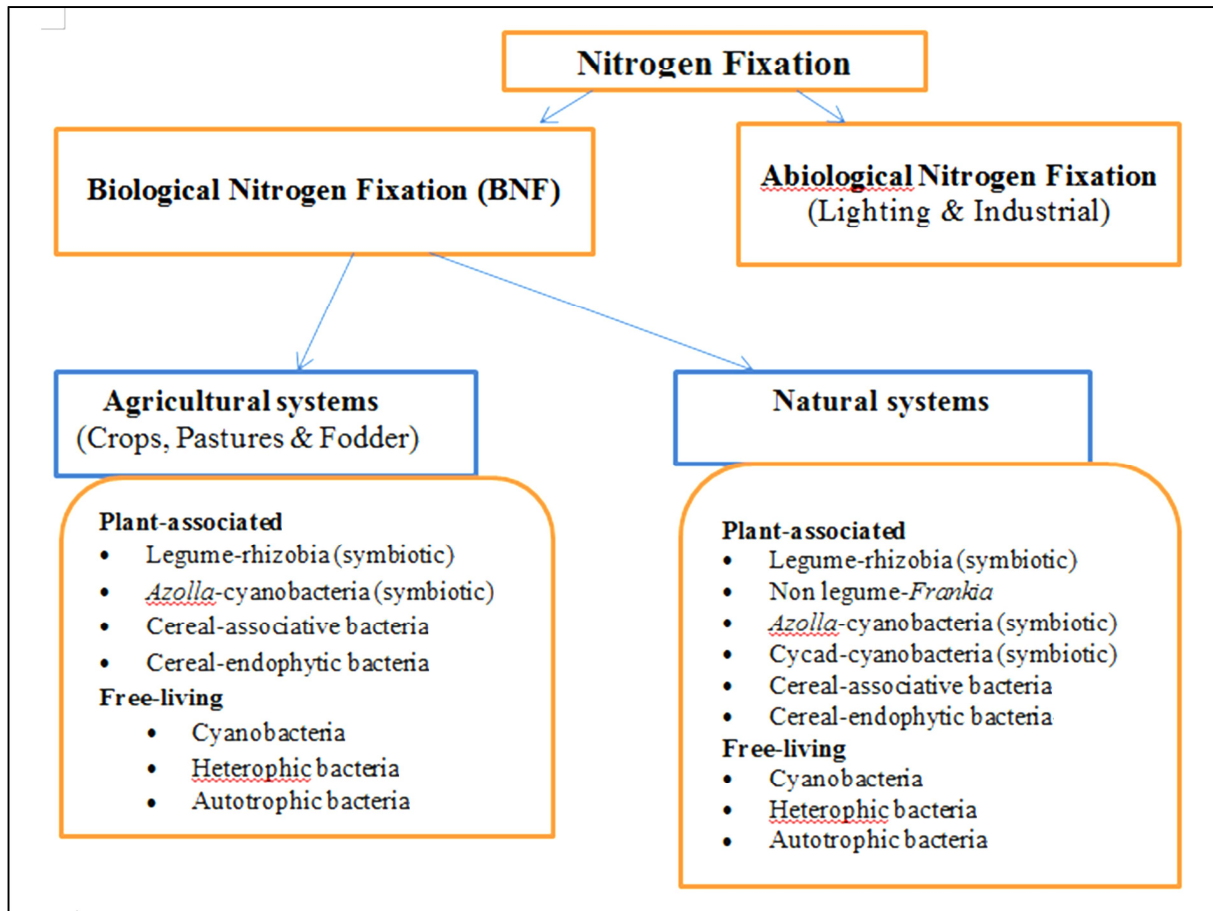 Nitrogen Fixation
Biological Nitrogen Fixation (BNF)
Abiological Nitrogen Fixation
(Lighting & Industrial)
Agricultural systems
(Crops, Pastures & Fodder)
Plant-associated
• Legume-rhizobia (symbiotic)
• Azolla-cyanobacteria (symbiotic)
• Cereal-associative bacteria
• Cereal-endophytic bacteria
Free-living
• Cyanobacteria
• Heterophic bacteria
• Autotrophic bacteria
Natural systems
Plant-associated
• Legume-rhizobia (symbiotic)
• Non legume-Frankia
• Azolla-cyanobacteria (symbiotic)
• Cycad-cyanobacteria (symbiotic)
• Cereal-associative bacteria
• Cereal-endophytic bacteria
Free-living
• Cyanobacteria
• Heterophic bacteria
• Autotrophic bacteria